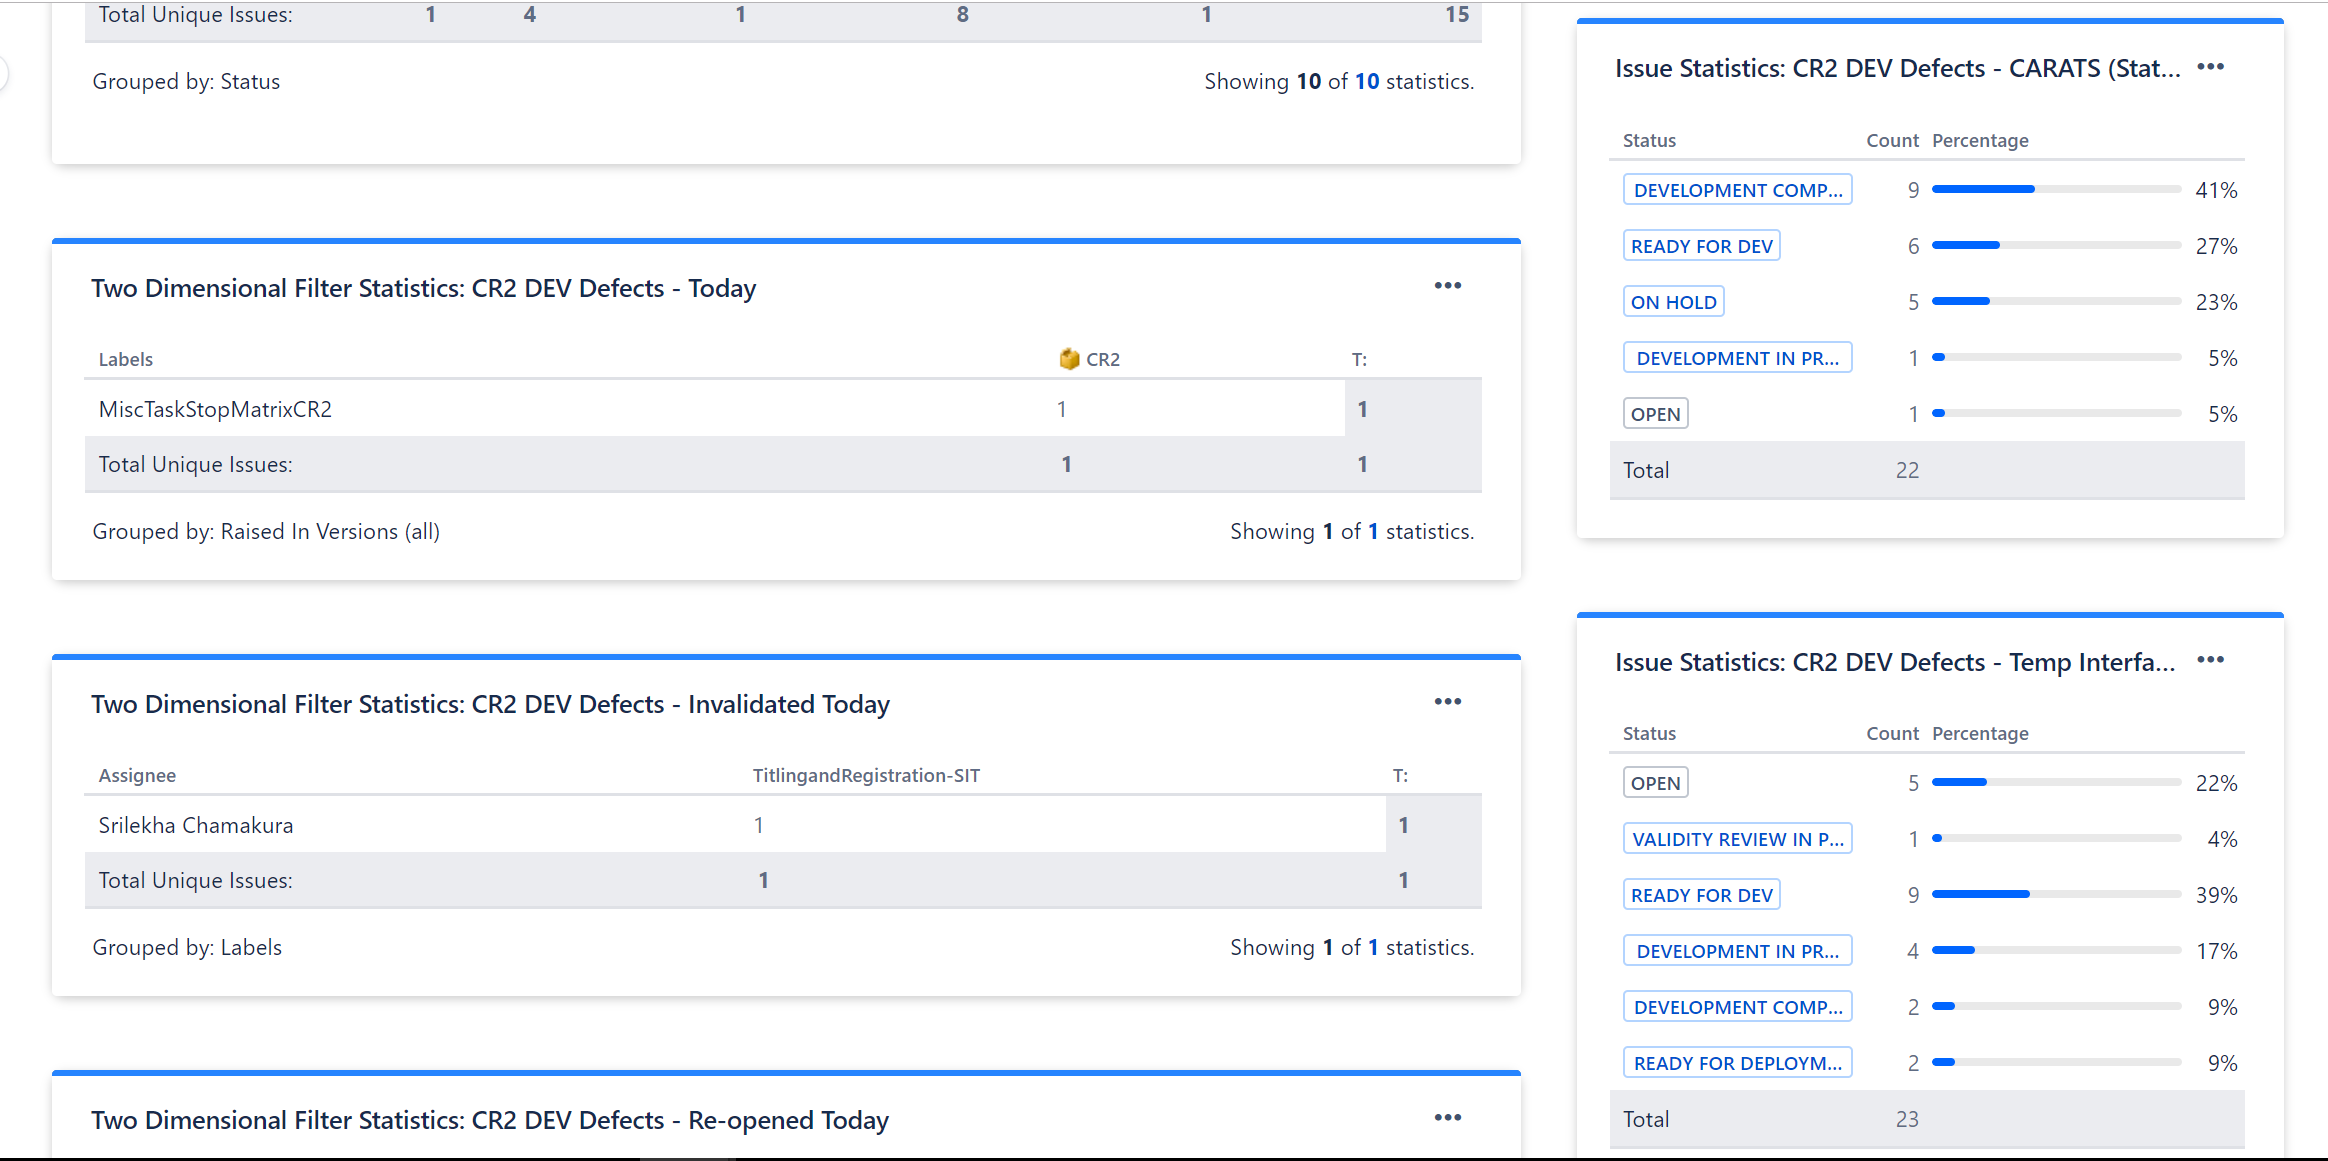 Total Unique Issues: 1 4 1 8 1 15
Grouped by: Status Showing 10 of 10 statistics.
Two Dimensional Filter Statistics: CR2 DEV Defects - Today
Labels CR2 T:
MiscTaskStopMatrixCR2 1 1
Total Unique Issues: 1 1
Grouped by: Raised In Versions (all) Showing 1 of 1 statistics.
Two Dimensional Filter Statistics: CR2 DEV Defects - Invalidated Today
Assignee TitlingandRegistration-SIT T:
Srilekha Chamakura 1 1
Total Unique Issues: 1 1
Grouped by: Labels Showing 1 of 1 statistics.
Two Dimensional Filter Statistics: CR2 DEV Defects - Re-opened Today
Issue Statistics: CR2 DEV Defects - CARATS (Stat...
Status Count Percentage
DEVELOPMENT COMP... 9 41%
READY FOR DEV 6 27%
ON HOLD 5 23%
DEVELOPMENT IN PR... 1 5%
OPEN 1 5%
Total 22
Issue Statistics: CR2 DEV Defects - Temp Interfa...
Status Count Percentage
OPEN 5 22%
VALIDITY REVIEW IN P... 1 4%
READY FOR DEV 9 39%
DEVELOPMENT IN PR... 4 17%
DEVELOPMENT COMP... 2 9%
READY FOR DEPLOYM... 2 9%
Total 23